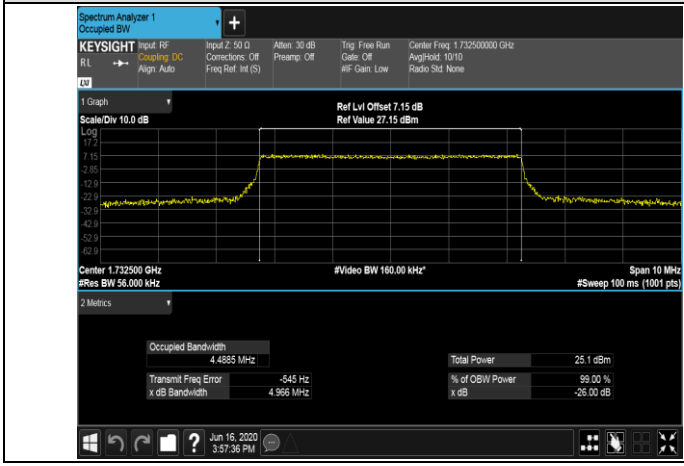 Spectrum Analyzer 1
Occupied BW
+
KEYSIGHT
Input: RF
Coupling: DC
Align: Auto
RL
LXI
Input Z: 50 Ω
Corrections: Off
Freq Ref: Int (S)
Atten: 30 dB
Preamp: Off
Trig: Free Run
Gate: Off
#IF Gain: Low
Center Freq: 1.732500000 GHz
Avg|Hold: 10/10
Radio Std: None
1 Graph
Scale/Div 10.0 dB
Ref Lvl Offset 7.15 dB
Ref Value 27.15 dBm
Log
17.2
7.15
-2.85
-12.9
-22.9
-32.9
-42.9
-52.9
-62.9
Center 1.732500 GHz
#Video BW 160.00 kHz*
Span 10 MHz
#Res BW 56.000 kHz
#Sweep 100 ms (1001 pts)
2 Metrics
Occupied Bandwidth
4.4885 MHz
Total Power 25.1 dBm
Transmit Freq Error -545 Hz
% of OBW Power 99.00 %
x dB Bandwidth 4.966 MHz
x dB -26.00 dB
?
Jun 16, 2020
3:57:36 PM